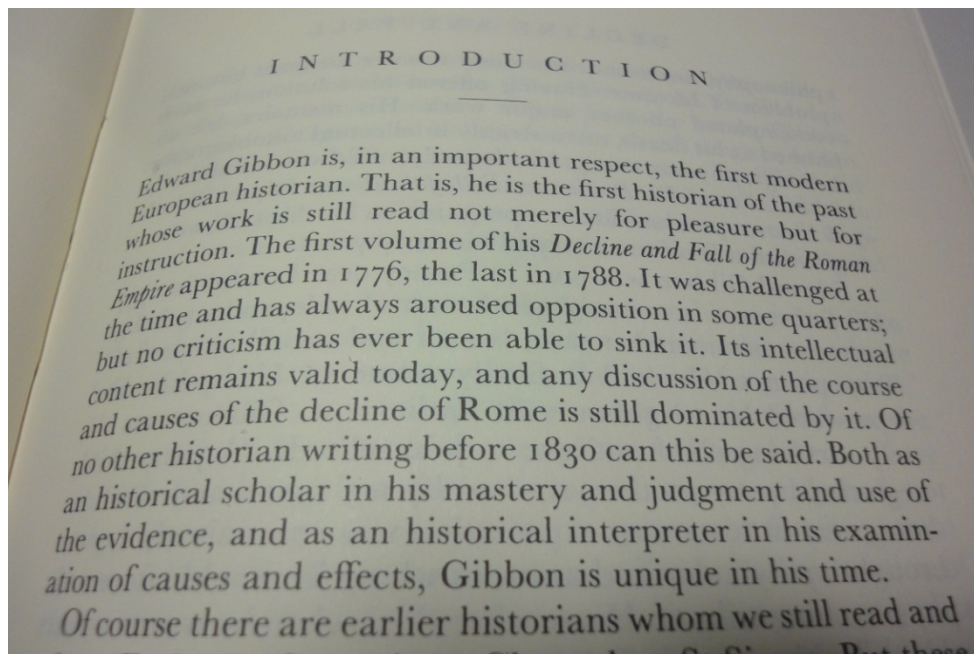 INTRODUCTION
Edward Gibbon is, in an important respect, the first modern
European historian. That is, he is the first historian of the past
whose work is still read not merely for pleasure but for
instruction. The first volume of his Decline and Fall of the Roman
Empire appeared in 1776, the last in 1788. It was challenged at
the time and has always aroused opposition in some quarters;
but no criticism has ever been able to sink it. Its intellectual
content remains valid today, and any discussion of the course
and causes of the decline of Rome is still dominated by it. Of
no other historian writing before 1830 can this be said. Both as
an historical scholar in his mastery and judgment and use of
the evidence, and as an historical interpreter in his examin-
ation of causes and effects, Gibbon is unique in his time.
Of course there are earlier historians whom we still read and
But these